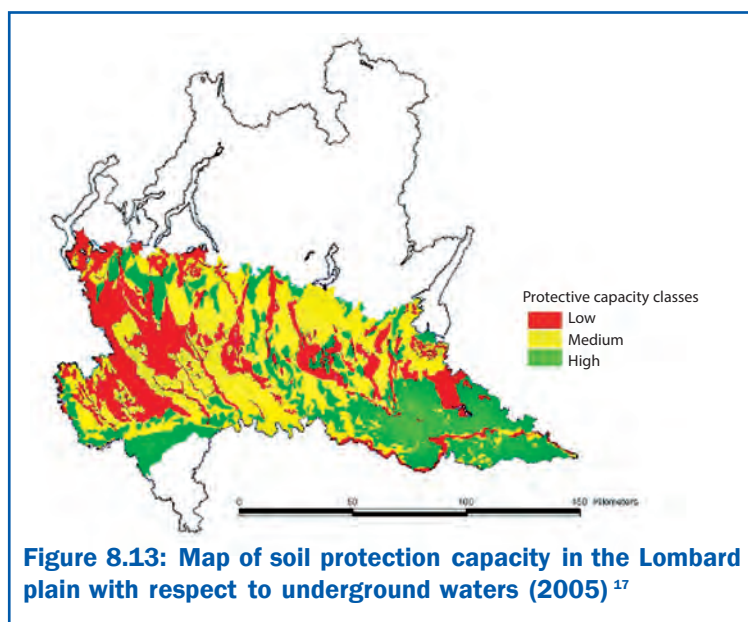 Protective capacity classes
Low
Medium
High
0 50 100 150 Kilometers
Figure 8.13: Map of soil protection capacity in the Lombard
plain with respect to underground waters (2005) 17